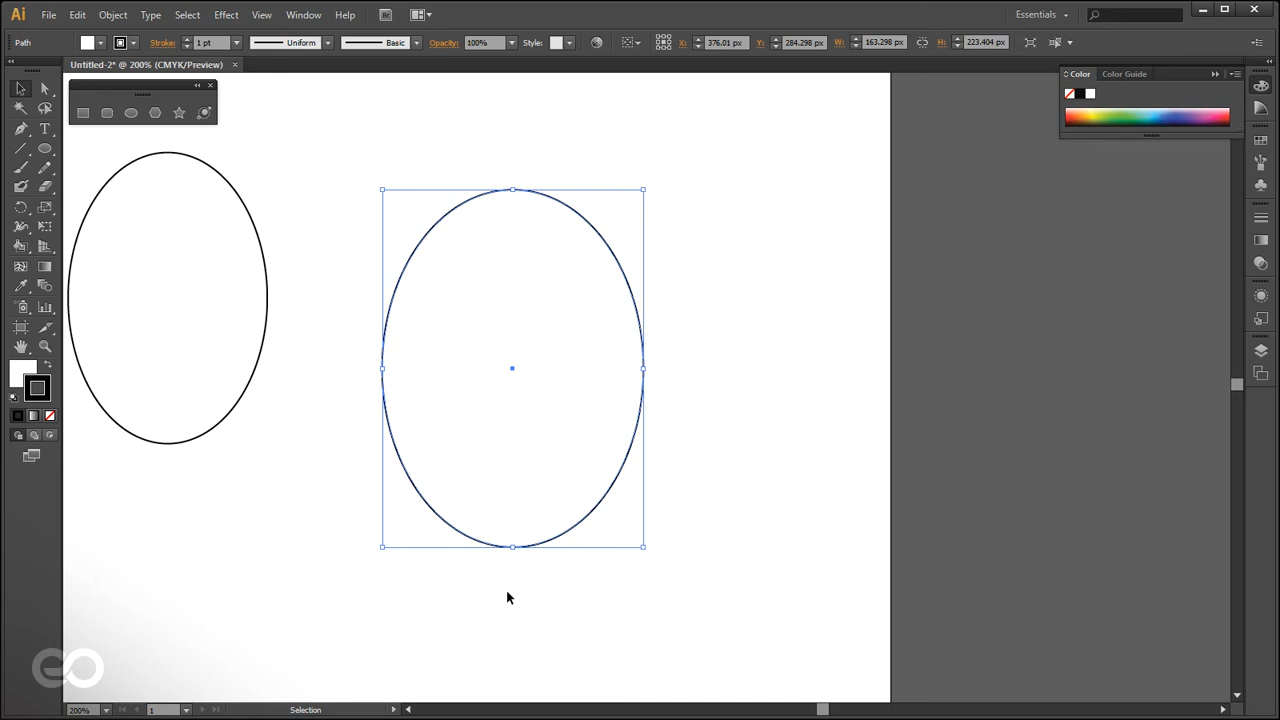 Ai File Edit Object Type Select Effect View Window Help Br Essentials
Path Stroke: 1 pt Uniform Basic Opacity: 100% Style: X: 376.01 px Y: 284.298 px W: 163.298 px H: 223.404 px
Untitled-2* @ 200% (CMYK/Preview)
Color Color Guide
T
eo
200% 1 Selection